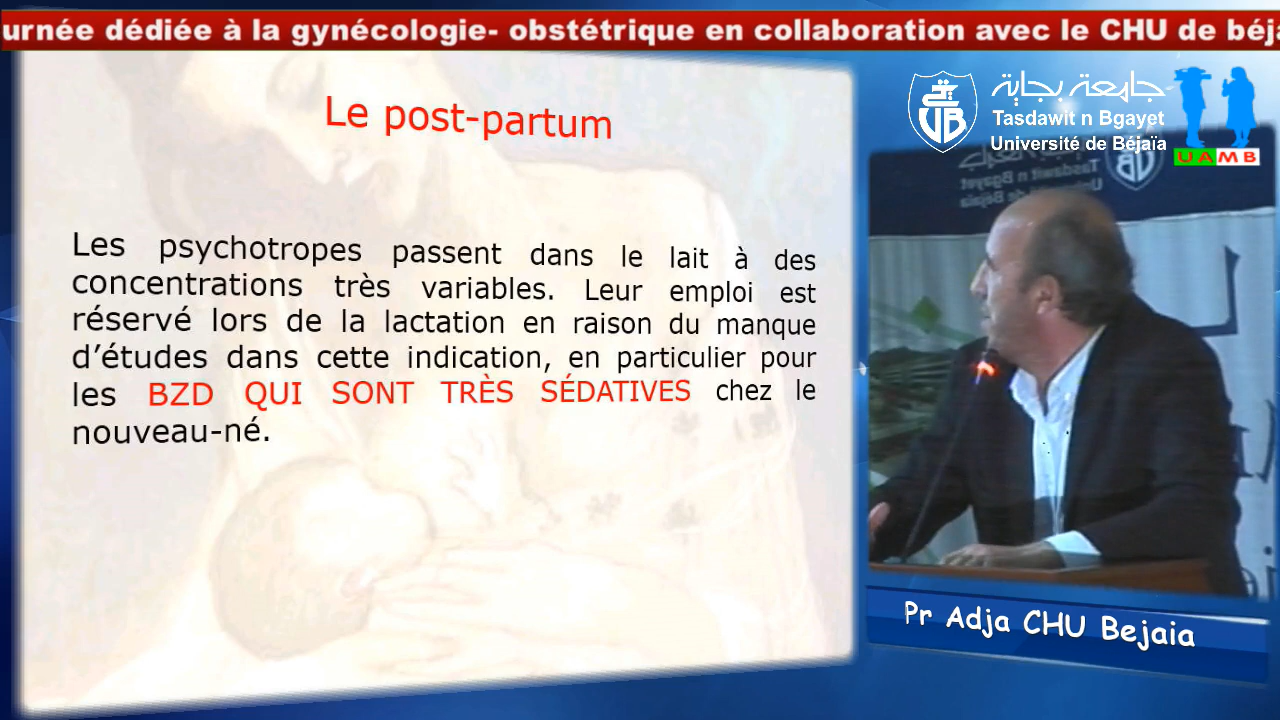 urnée dédiée à la gynécologie- obstétrique en collaboration avec le CHU de béja
Le post-partum
Les psychotropes passent dans le lait à des
concentrations très variables. Leur emploi est
réservé lors de la lactation en raison du manque
d'études dans cette indication, en particulier pour
les BZD QUI SONT TRÈS SÉDATIVES chez le
nouveau-né.
جامعة بجاية
Tasdawit n Bgayet
Université de Béjaïa
UB
UAMB
Pr Adja CHU Bejaia